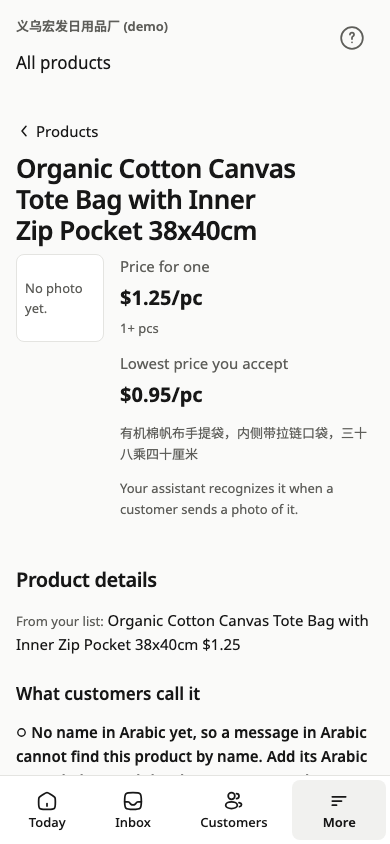 义乌宏发日用品厂 (demo)
All products
Products
Organic Cotton Canvas
Tote Bag with Inner
Zip Pocket 38x40cm
No photo
yet.
Price for one
$1.25/pc
1+ pcs
Lowest price you accept
$0.95/pc
有机棉帆布手提袋，内侧带拉链口袋，三十
八乘四十厘米
Your assistant recognizes it when a
customer sends a photo of it.
Product details
From your list: Organic Cotton Canvas Tote Bag with
Inner Zip Pocket 38x40cm $1.25
What customers call it
No name in Arabic yet, so a message in Arabic
cannot find this product by name. Add its Arabic
Today
Inbox
Customers
More